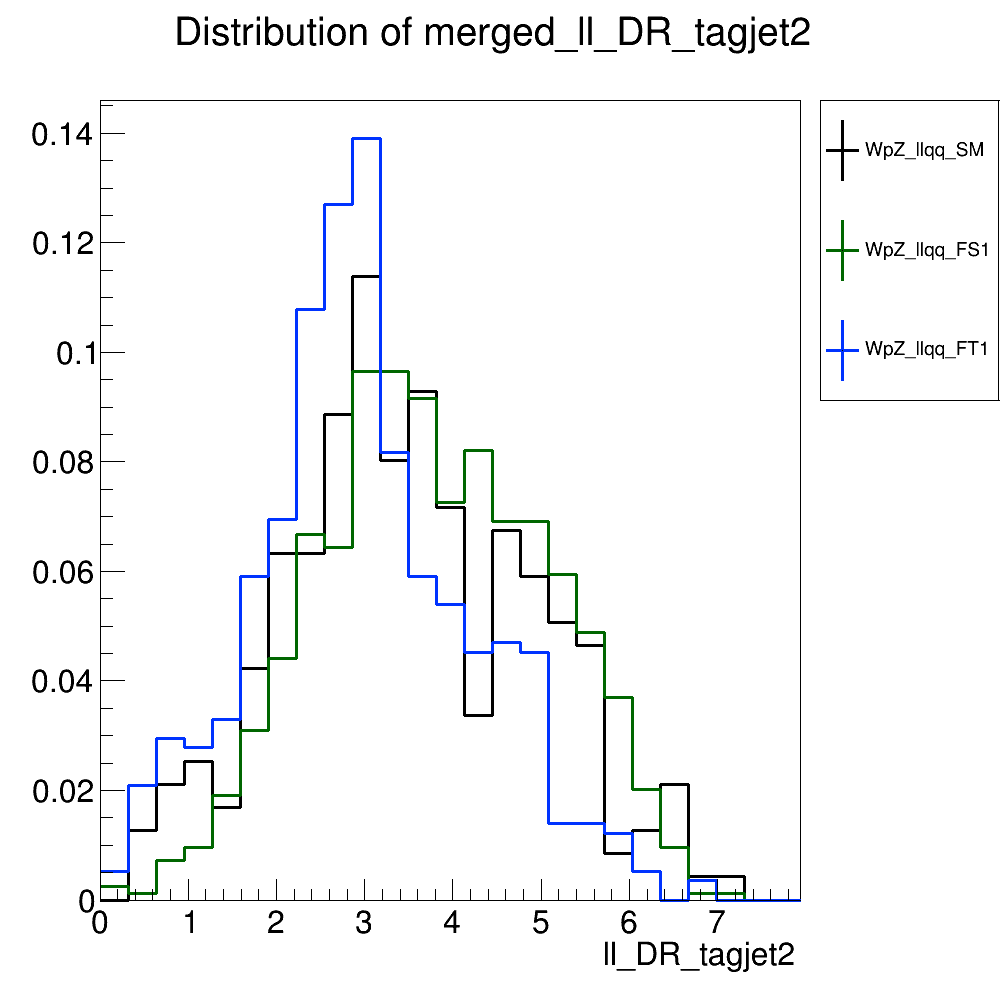 Distribution of merged_ll_DR_tagjet2
0.14
0.12
0.1
0.08
0.06
0.04
0.02
0
0 1 2 3 4 5 6 7
ll_DR_tagjet2
WpZ_llqq_SM
WpZ_llqq_FS1
WpZ_llqq_FT1